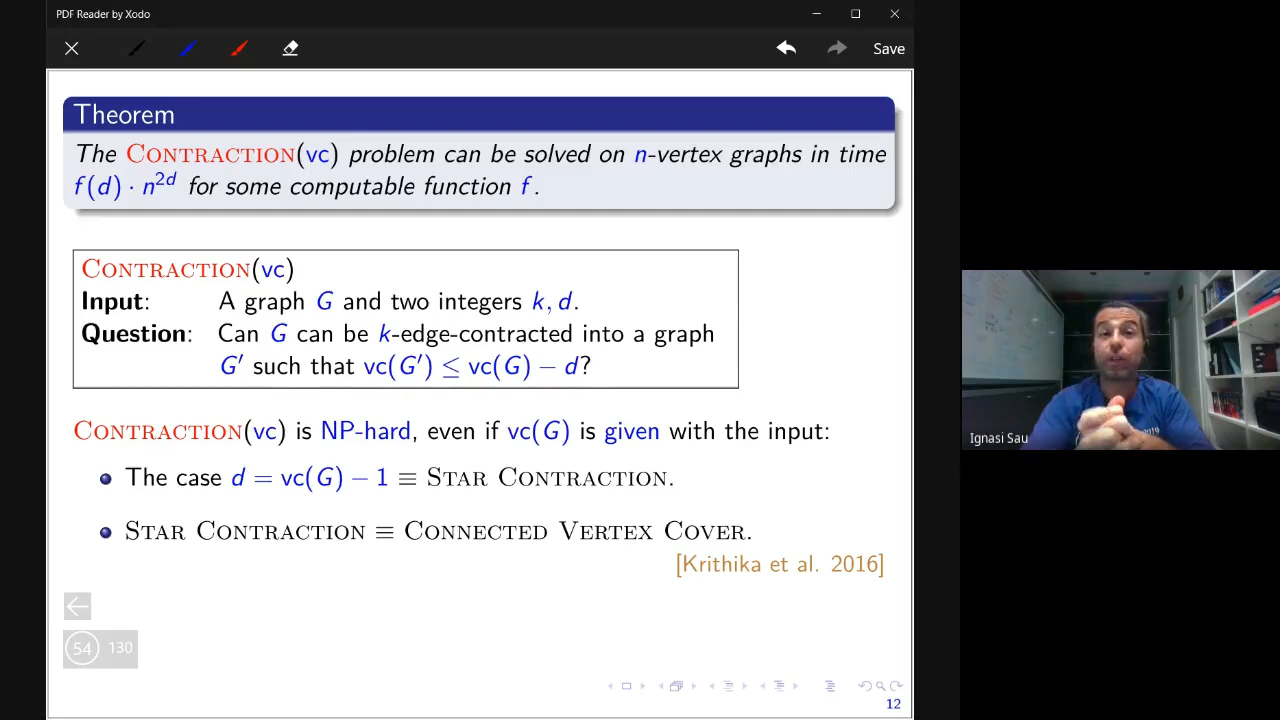 PDF Reader by Xodo
Save
Theorem
The CONTRACTION(vc) problem can be solved on n-vertex graphs in time
f(d) · n^{2d} for some computable function f.
CONTRACTION(vc)
Input: A graph G and two integers k, d.
Question: Can G can be k-edge-contracted into a graph
G′ such that vc(G′) ≤ vc(G) − d?
CONTRACTION(vc) is NP-hard, even if vc(G) is given with the input:
The case d = vc(G) − 1 ≡ STAR CONTRACTION.
STAR CONTRACTION ≡ CONNECTED VERTEX COVER.
[Krithika et al. 2016]
54 130
12
Ignasi Sau
2019